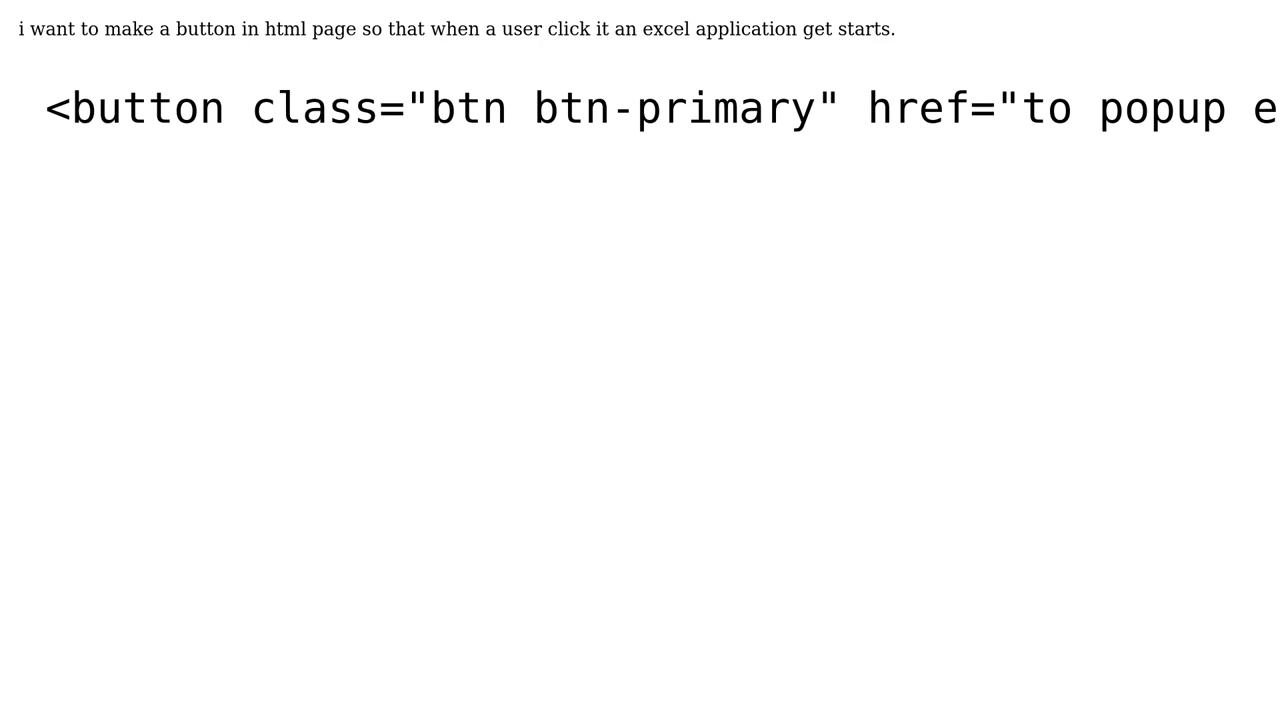 i want to make a button in html page so that when a user click it an excel application get starts.
<button class="btn btn-primary" href="to popup e